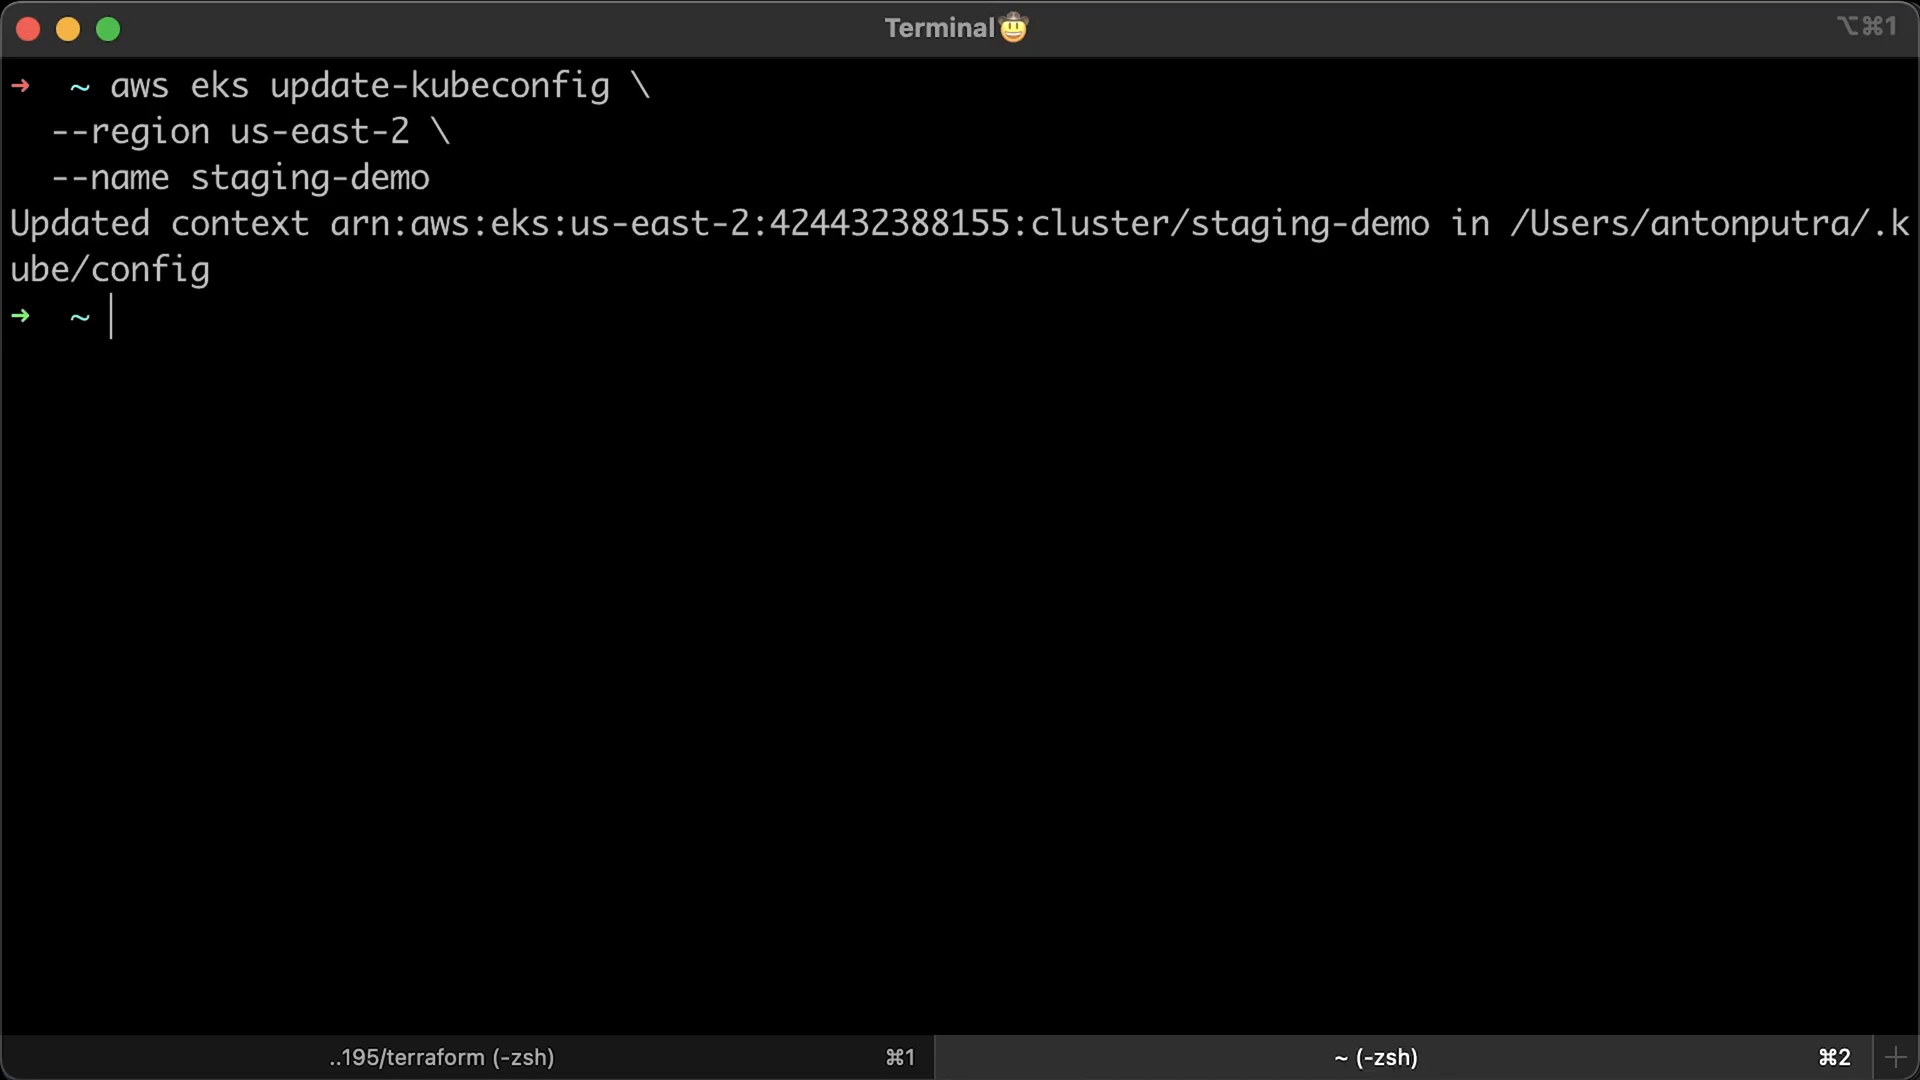 Terminal🤠
⌥⌘1
➜  ~ aws eks update-kubeconfig \
  --region us-east-2 \
  --name staging-demo
Updated context arn:aws:eks:us-east-2:424432388155:cluster/staging-demo in /Users/antonputra/.k
ube/config
➜  ~
..195/terraform (-zsh) ⌘1
~ (-zsh) ⌘2 +